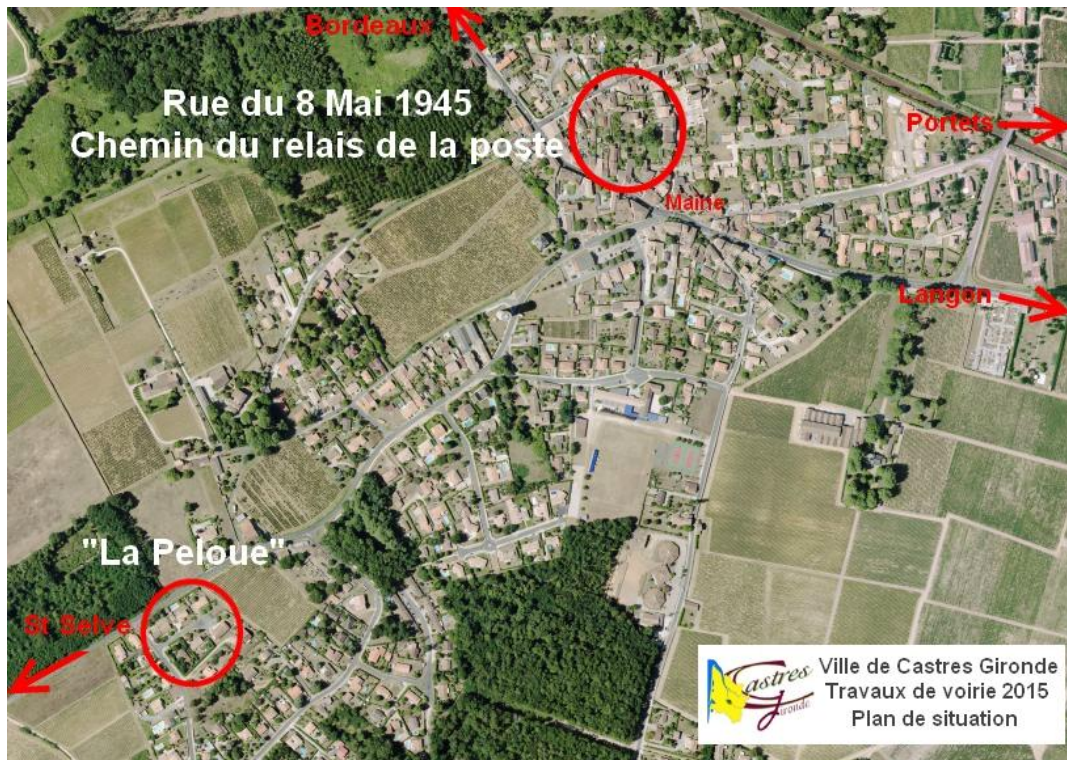 Bordeaux
Rue du 8 Mai 1945
Chemin du relais de la poste
Portets
Mairie
Langon
"La Peloue"
St Selve
Castres
Gironde
Ville de Castres Gironde
Travaux de voirie 2015
Plan de situation